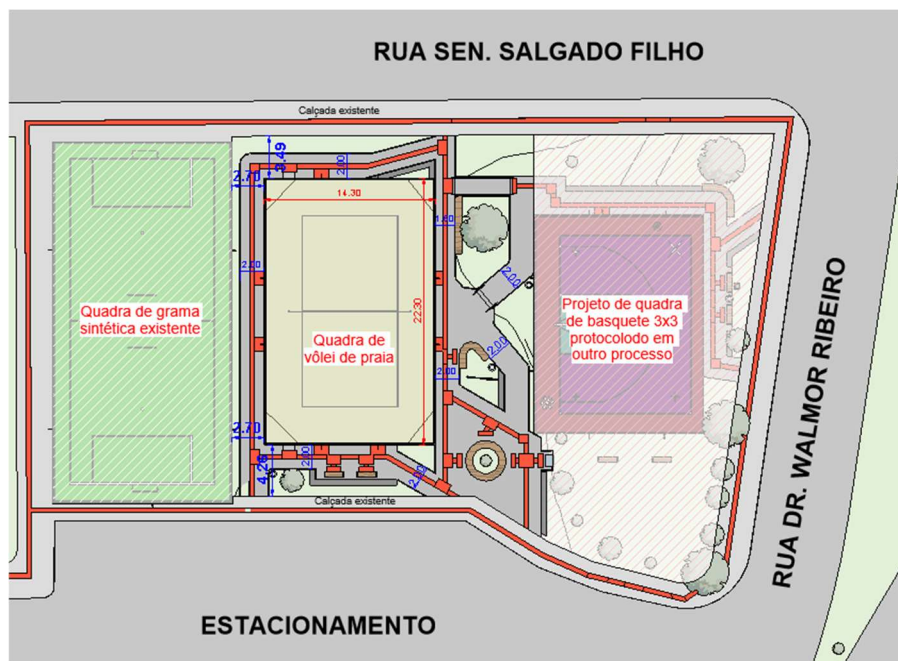 RUA SEN. SALGADO FILHO
Calçada existente
3.49
2.00
2.70
14.30
1.60
2.00
2.00
22.30
Quadra de grama
sintética existente
Quadra de
vôlei de praia
Projeto de quadra
de basquete 3x3
protocolodo em
outro processo
2.00
2.00
2.70
2.00
4.26
2.00
Calçada existente
RUA DR. WALMOR RIBEIRO
ESTACIONAMENTO